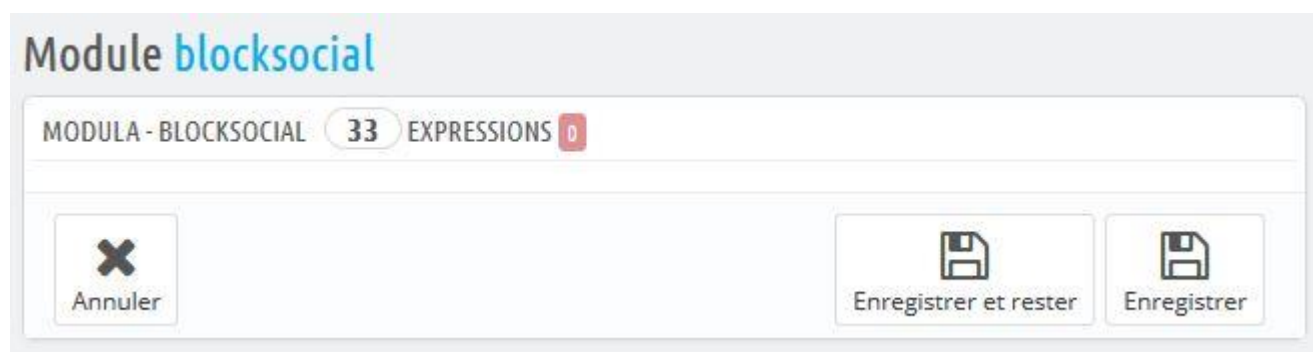 Module blocksocial
MODULA - BLOCKSOCIAL 33 EXPRESSIONS 0
Annuler
Enregistrer et rester
Enregistrer